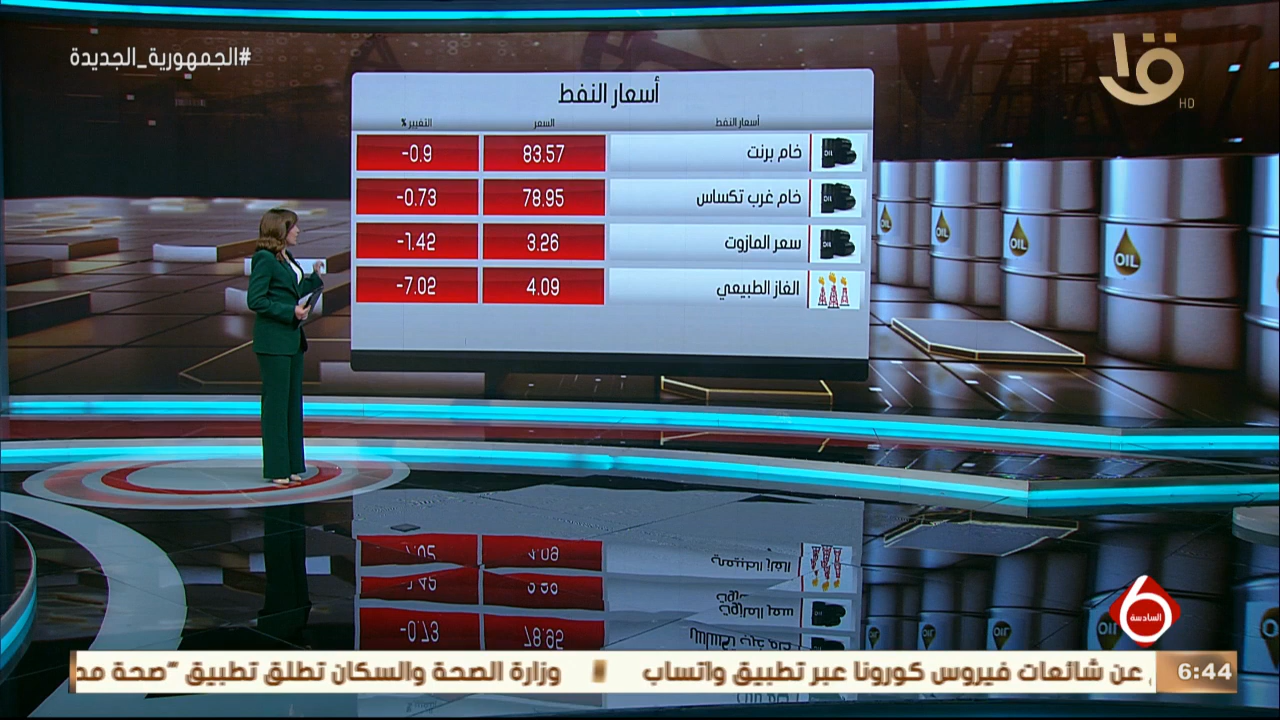 #الجمهورية_الجديدة
HD
أسعار النفط
أسعار النفط السعر التغيير %
خام برنت 83.57 -0.9
خام غرب تكساس 78.95 -0.73
سعر المازوت 3.26 -1.42
الغاز الطبيعي 4.09 -7.02
OIL
OIL
OIL
OIL
السادسة
6:44
عن شائعات فيروس كورونا عبر تطبيق واتساب وزارة الصحة والسكان تطلق تطبيق "صحة